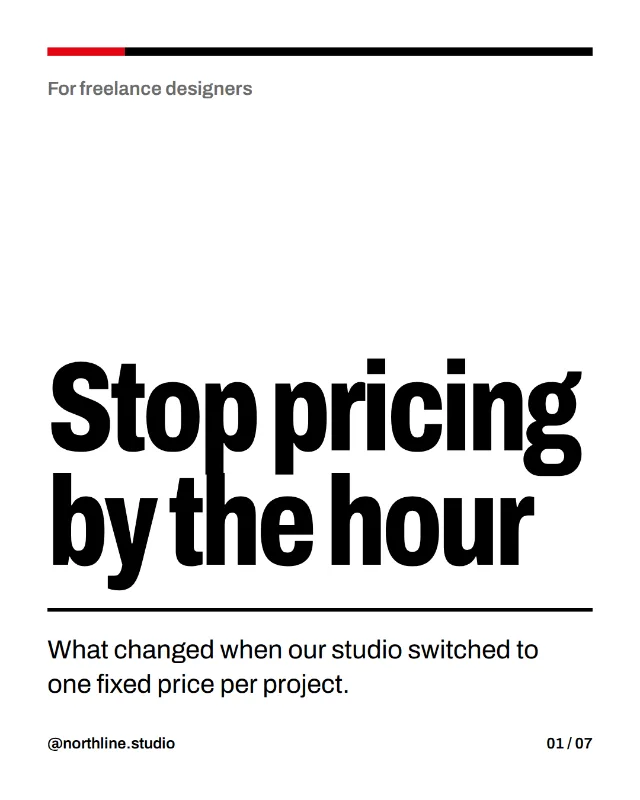 For freelance designers
Stop pricing
by the hour
What changed when our studio switched to
one fixed price per project.
@northline.studio
01 / 07